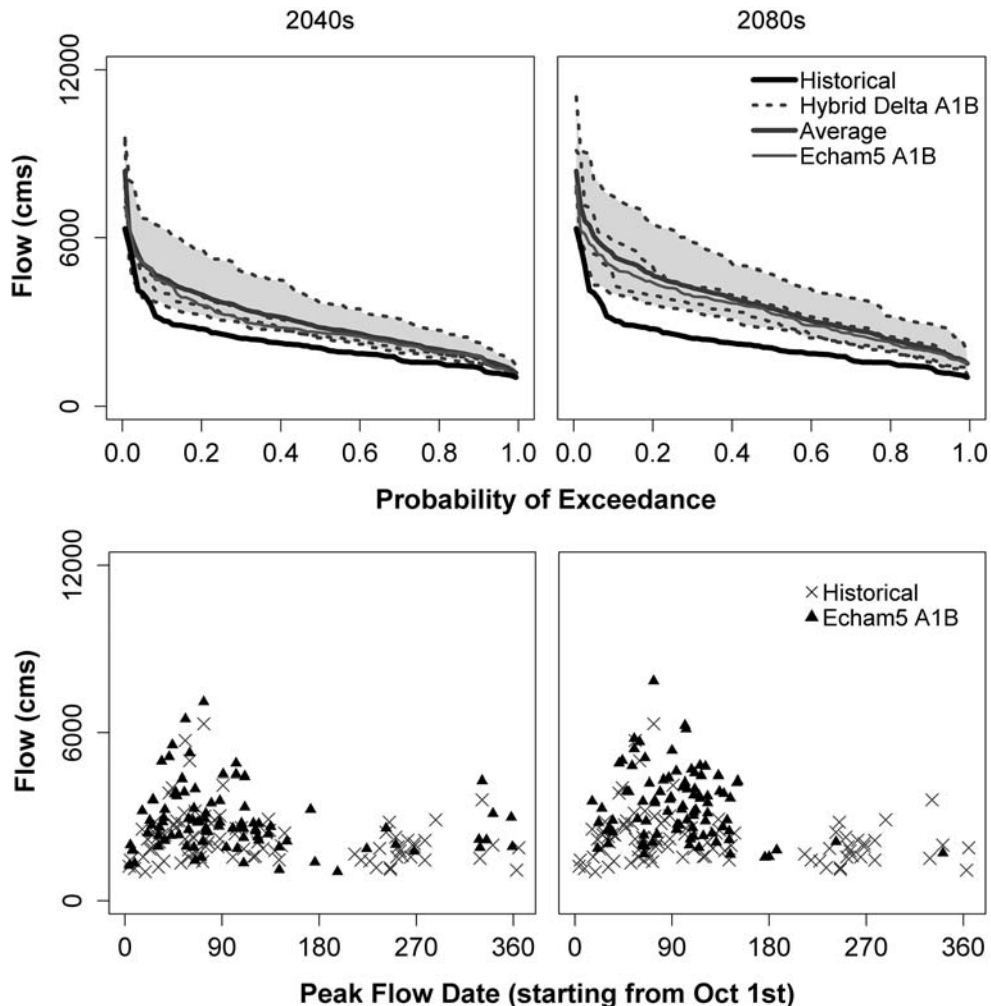 2040s
2080s
Flow (cms)
12000
6000
0
Historical
Hybrid Delta A1B
Average
Echam5 A1B
0.0 0.2 0.4 0.6 0.8 1.0
0.0 0.2 0.4 0.6 0.8 1.0
Probability of Exceedance
Flow (cms)
12000
6000
0
Historical
Echam5 A1B
0 90 180 270 360
0 90 180 270 360
Peak Flow Date (starting from Oct 1st)